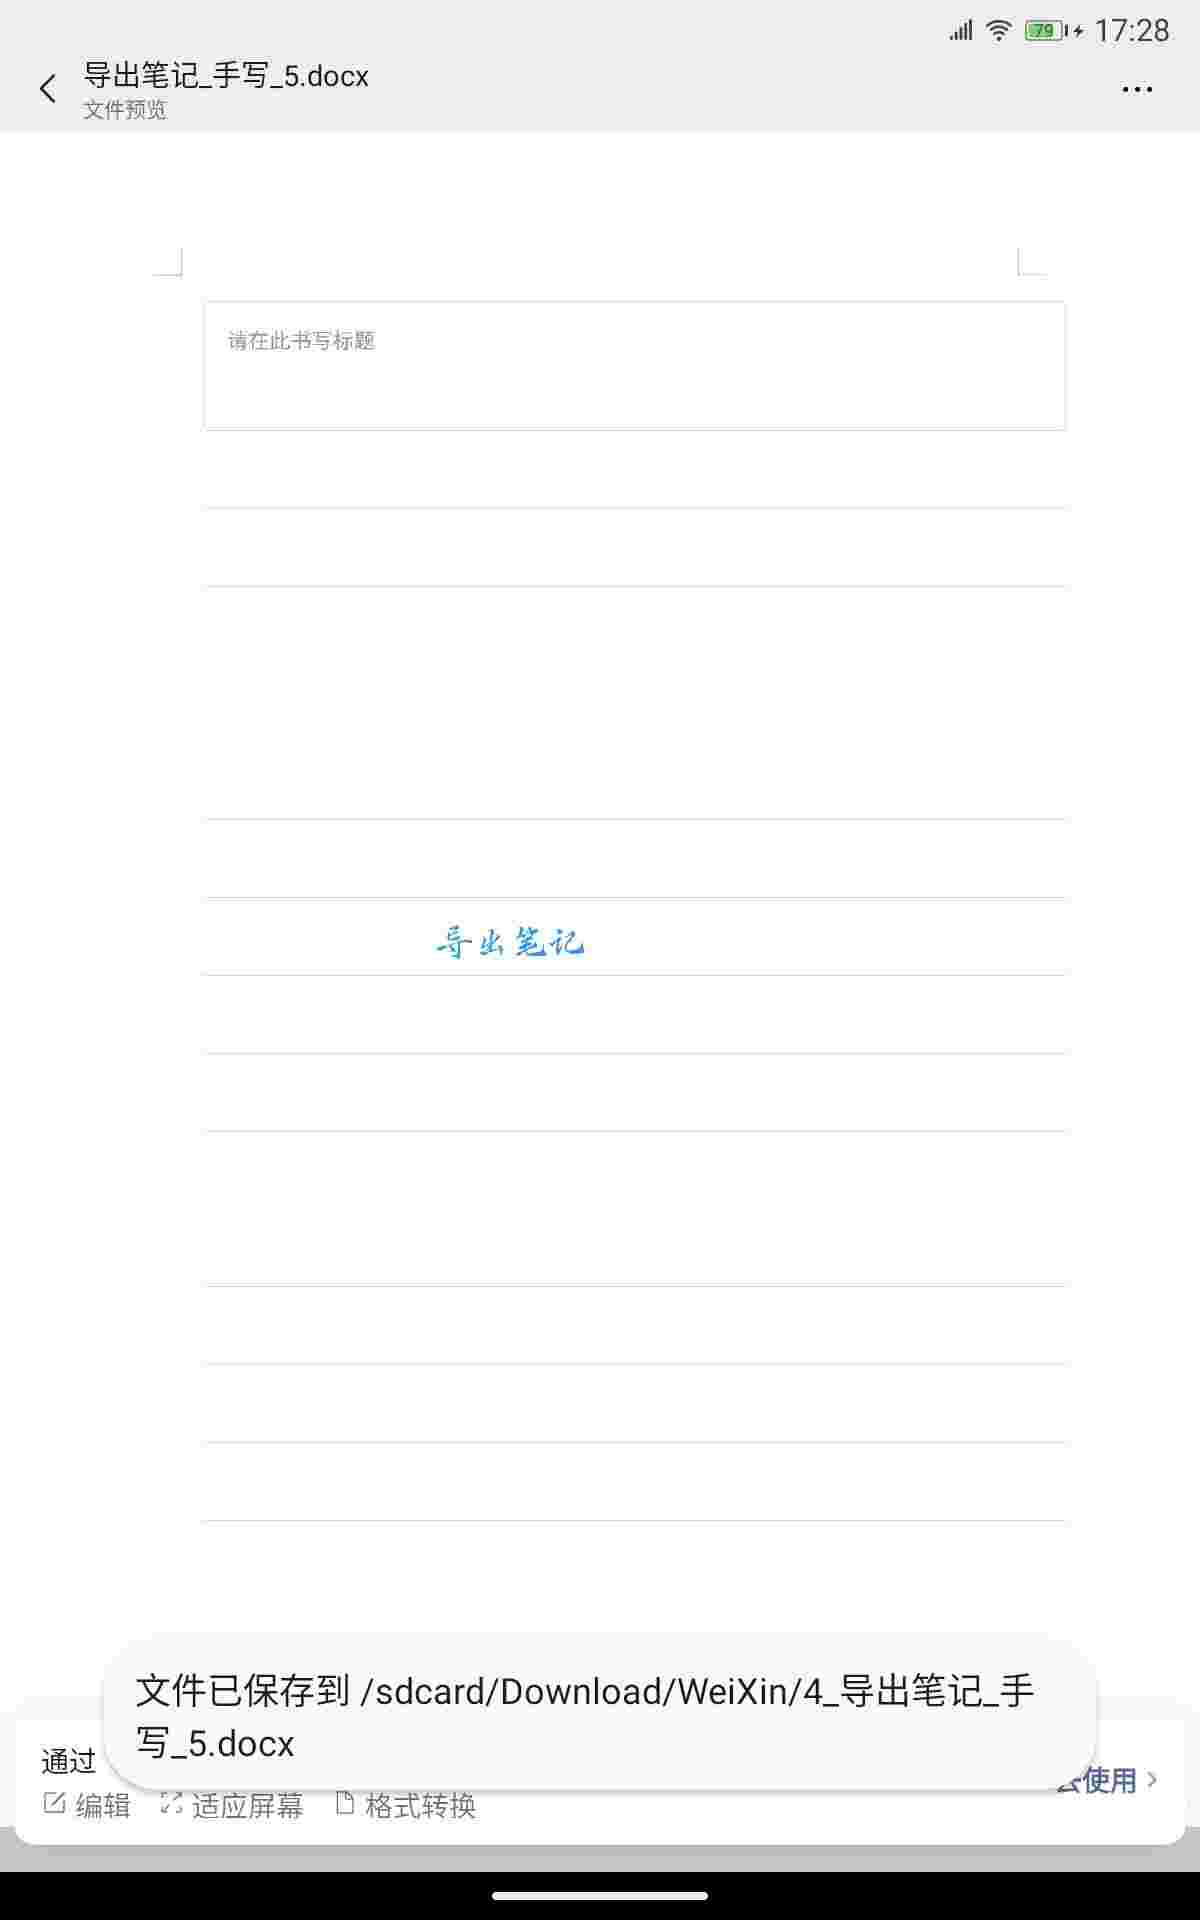 79 17:28
导出笔记_手写_5.docx
文件预览
请在此书写标题
导出笔记
文件已保存到 /sdcard/Download/WeiXin/4_导出笔记_手
写_5.docx
通过
去使用
编辑 适应屏幕 格式转换